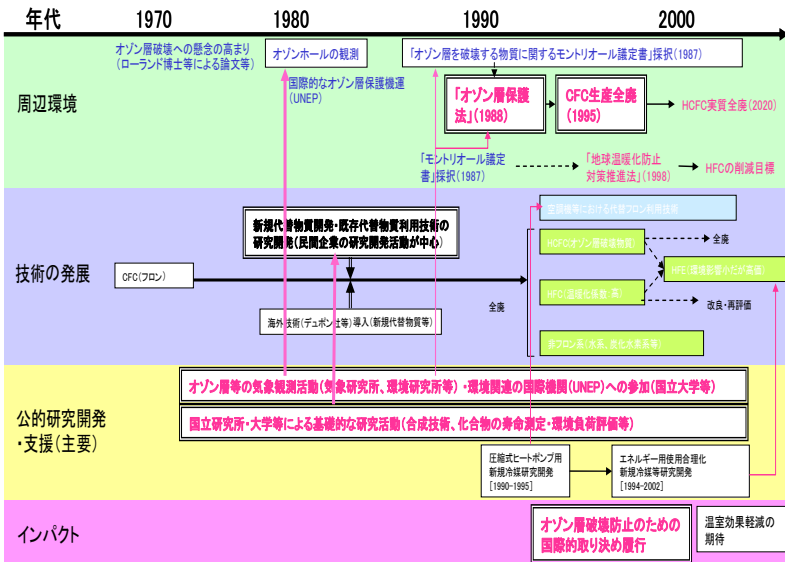 年代
1970
1980
1990
2000
オゾン層破壊への懸念の高まり
(ローランド博士等による論文等)
オゾンホールの観測
「オゾン層を破壊する物質に関するモントリオール議定書」採択(1987)
国際的なオゾン層保護機運
(UNEP)
周辺環境
「オゾン層保護
法」(1988)
CFC生産全廃
(1995)
HCFC実質全廃(2020)
「モントリオール議定
書」採択(1987)
「地球温暖化防止
対策推進法」(1998)
HFCの削減目標
技術の発展
新規代替物質開発・既存代替物質利用技術の
研究開発(民間企業の研究開発活動が中心)
空調機等における代替フロン利用技術
HCFC(オゾン層破壊物質)
全廃
CFC(フロン)
HFE(環境影響小だが高価)
HFC(温暖化係数 高)
全廃
改良・再評価
海外技術(デュポン社等)導入(新規代替物質等)
非フロン系(水系、炭化水素系等)
公的研究開発
・支援(主要)
オゾン層等の気象観測活動(気象研究所、環境研究所等)・環境関連の国際機関(UNEP)への参加(国立大学等)
国立研究所・大学等による基礎的な研究活動(合成技術、化合物の寿命測定・環境負荷評価等)
圧縮式ヒートポンプ用
新規冷媒研究開発
[1990-1995]
エネルギー用使用合理化
新規冷媒等研究開発
[1994-2002]
インパクト
オゾン層破壊防止のための
国際的取り決め履行
温室効果軽減の
期待